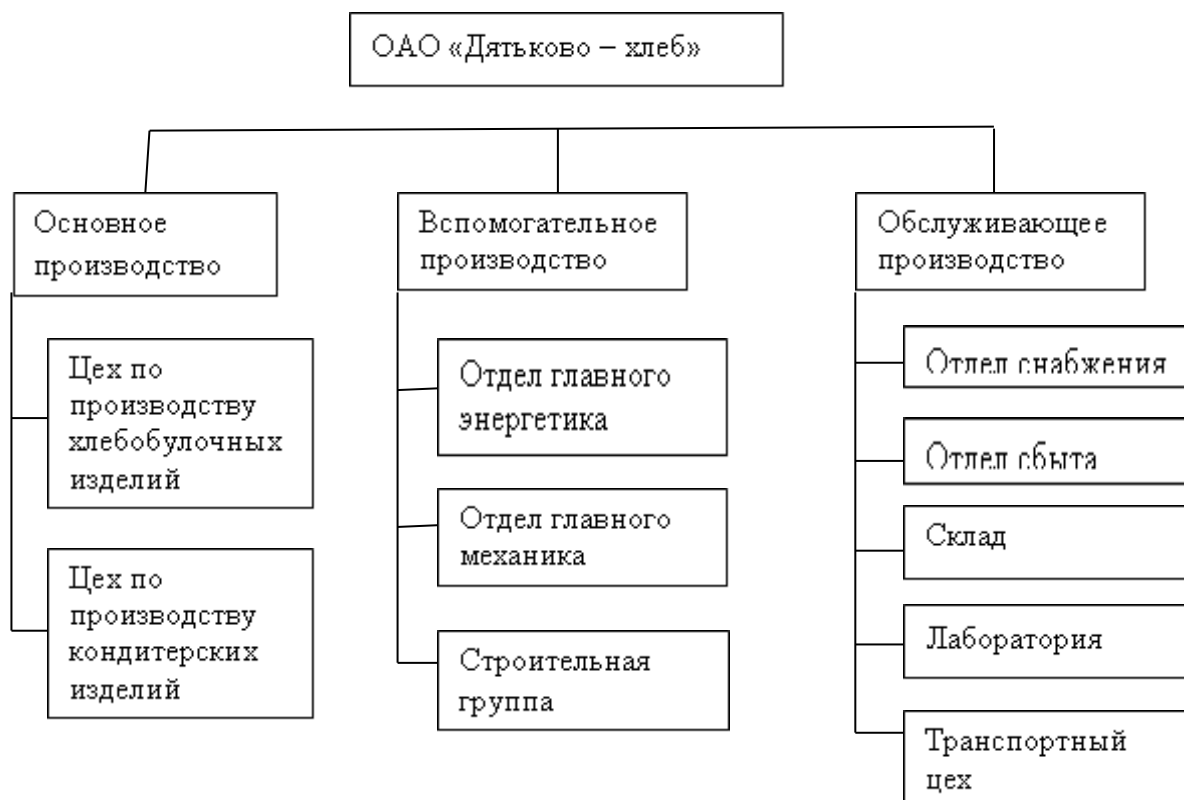 ОАО «Дятьково – хлеб»
Основное
производство
Вспомогательное
производство
Обслуживающее
производство
Цех по
производству
хлебобулочных
изделий
Цех по
производству
кондитерских
изделий
Отдел главного
энергетика
Отдел главного
механика
Строительная
группа
Отдел снабжения
Отдел сбыта
Склад
Лаборатория
Транспортный
цех